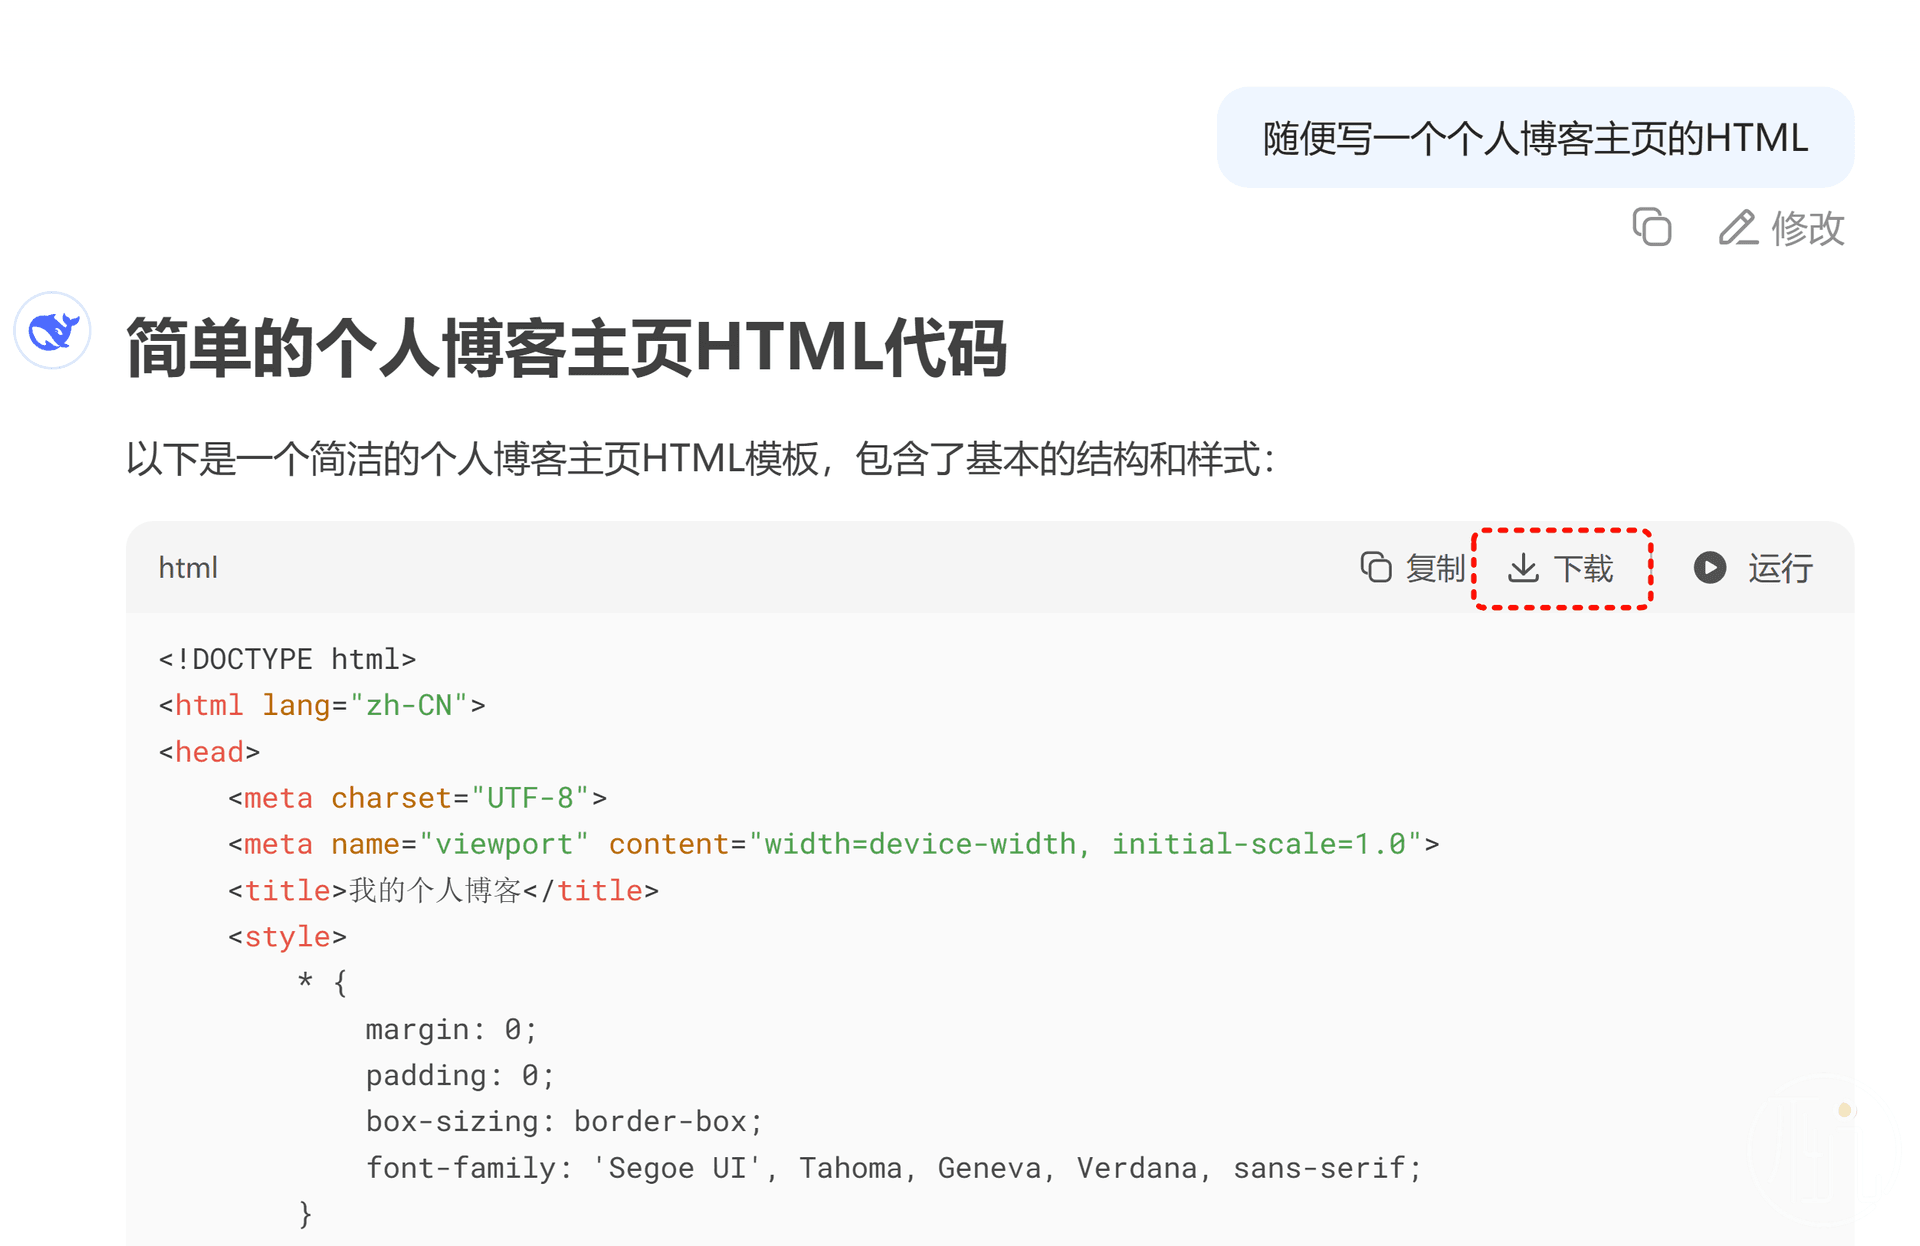 随便写一个个人博客主页的HTML
修改
简单的个人博客主页HTML代码
以下是一个简洁的个人博客主页HTML模板，包含了基本的结构和样式：
html 复制 下载 运行
<!DOCTYPE html>
<html lang="zh-CN">
<head>
    <meta charset="UTF-8">
    <meta name="viewport" content="width=device-width, initial-scale=1.0">
    <title>我的个人博客</title>
    <style>
        * {
            margin: 0;
            padding: 0;
            box-sizing: border-box;
            font-family: 'Segoe UI', Tahoma, Geneva, Verdana, sans-serif;
        }